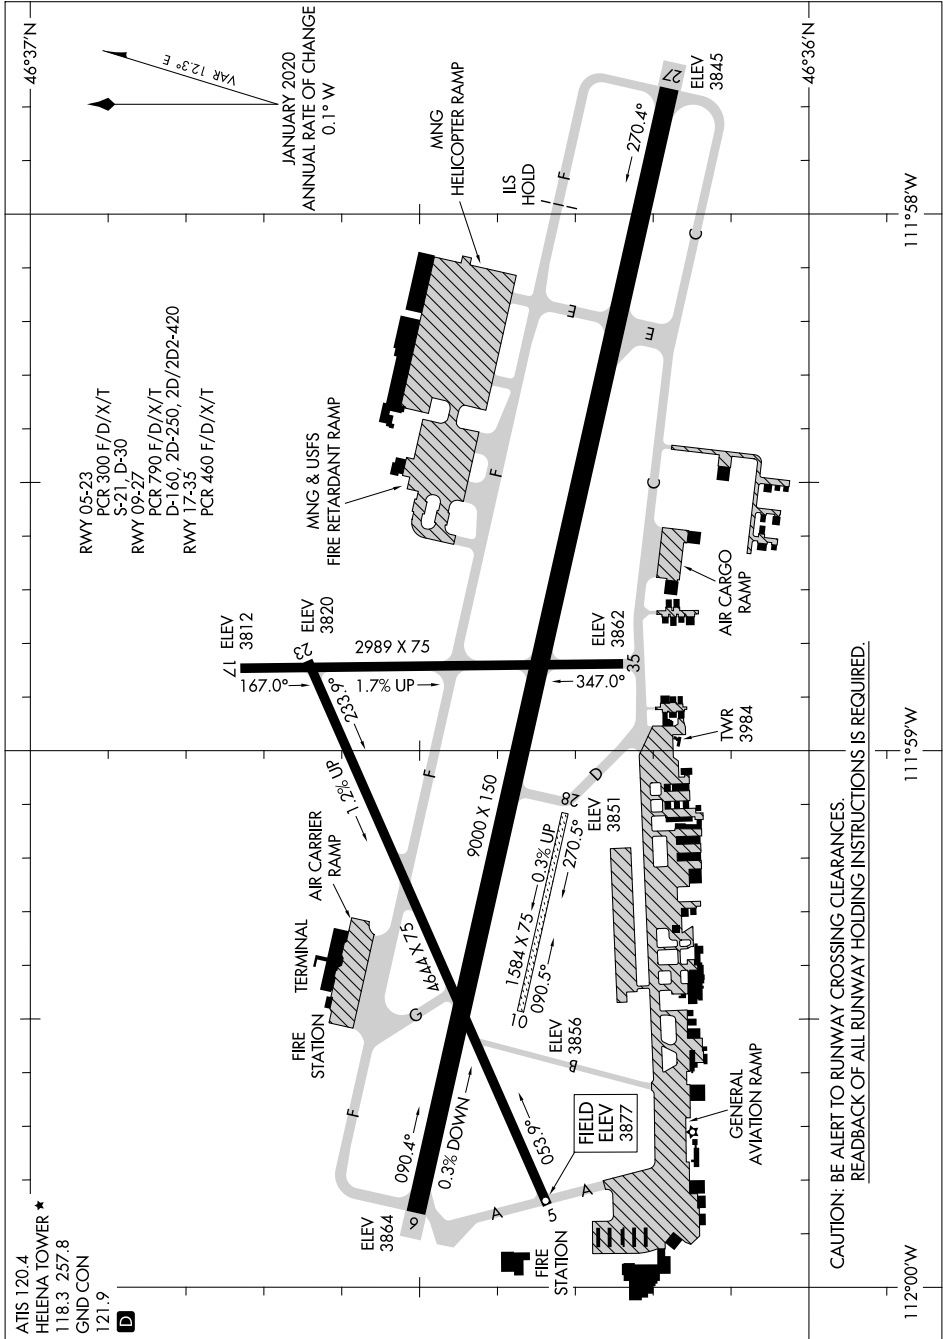 ATIS 120.4
HELENA TOWER ★
118.3 257.8
GND CON
121.9
D
RWY 05-23
PCR 300 F/D/X/T
S-21, D-30
RWY 09-27
PCR 790 F/D/X/T
D-160, 2D-250, 2D/2D2-420
RWY 17-35
PCR 460 F/D/X/T
VAR 12.3° E
JANUARY 2020
ANNUAL RATE OF CHANGE
0.1° W
46°37'N
46°36'N
111°58'W
111°59'W
112°00'W
MNG
HELICOPTER RAMP
ILS
HOLD
MNG & USFS
FIRE RETARDANT RAMP
27
ELEV
3845
270.4°
F
C
E
E
F
C
17
ELEV
3812
23
ELEV
3820
2989 X 75
167.0°
1.7% UP
347.0°
35
ELEV
3862
233.9°
1.2% UP
F
4644 X 75
9000 X 150
AIR CARRIER
RAMP
TERMINAL
FIRE
STATION
G
F
D
28
ELEV
3851
0.3% UP
270.5°
1584 X 75
090.5°
10
ELEV
3856
B
090.4°
0.3% DOWN
9
ELEV
3864
053.9°
5
FIELD
ELEV
3877
A
A
FIRE
STATION
GENERAL
AVIATION RAMP
TWR
3984
AIR CARGO
RAMP
CAUTION: BE ALERT TO RUNWAY CROSSING CLEARANCES.
READBACK OF ALL RUNWAY HOLDING INSTRUCTIONS IS REQUIRED.